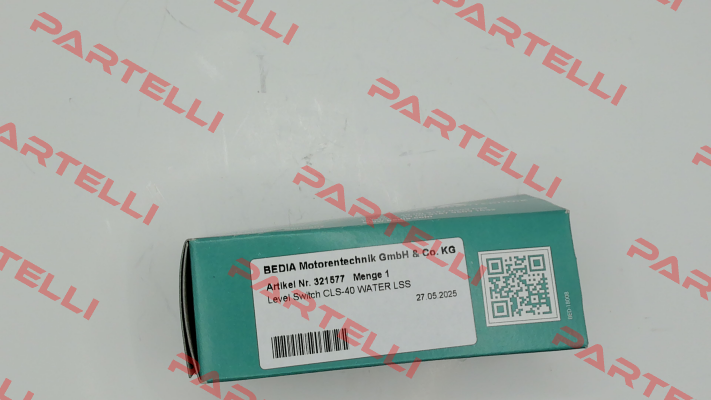 BEDIA Motorentechnik GmbH & Co. KG
Artikel Nr. 321577 Menge 1
Level Switch CLS-40 WATER LSS
27.05.2025
PARTELLI
PARTELLI
PARTELLI
PARTELLI
PARTELLI
PARTELLI
PARTELLI
PARTELLI